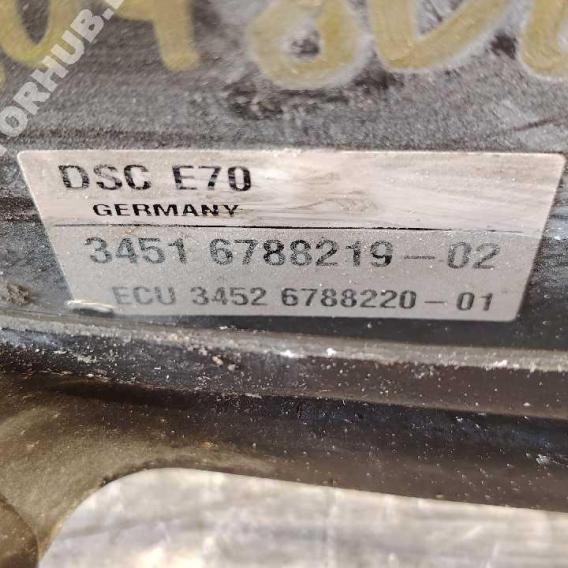 DSC E70
GERMANY
3451 6788219-02
ECU 3452 6788220-01